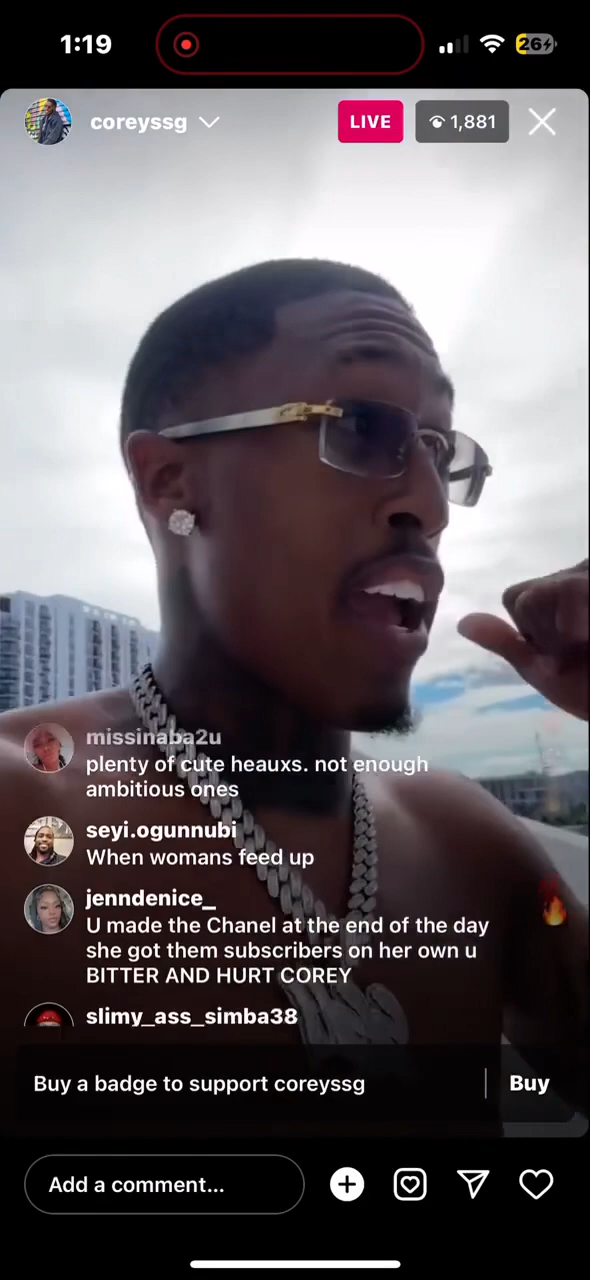 1:19
26
coreyssg
LIVE
1,881
missinaba2u
plenty of cute heauxs. not enough
ambitious ones
seyi.ogunnubi
When womans feed up
jenndenice_
U made the Chanel at the end of the day
she got them subscribers on her own u
BITTER AND HURT COREY
slimy_ass_simba38
Buy a badge to support coreyssg
Buy
Add a comment...